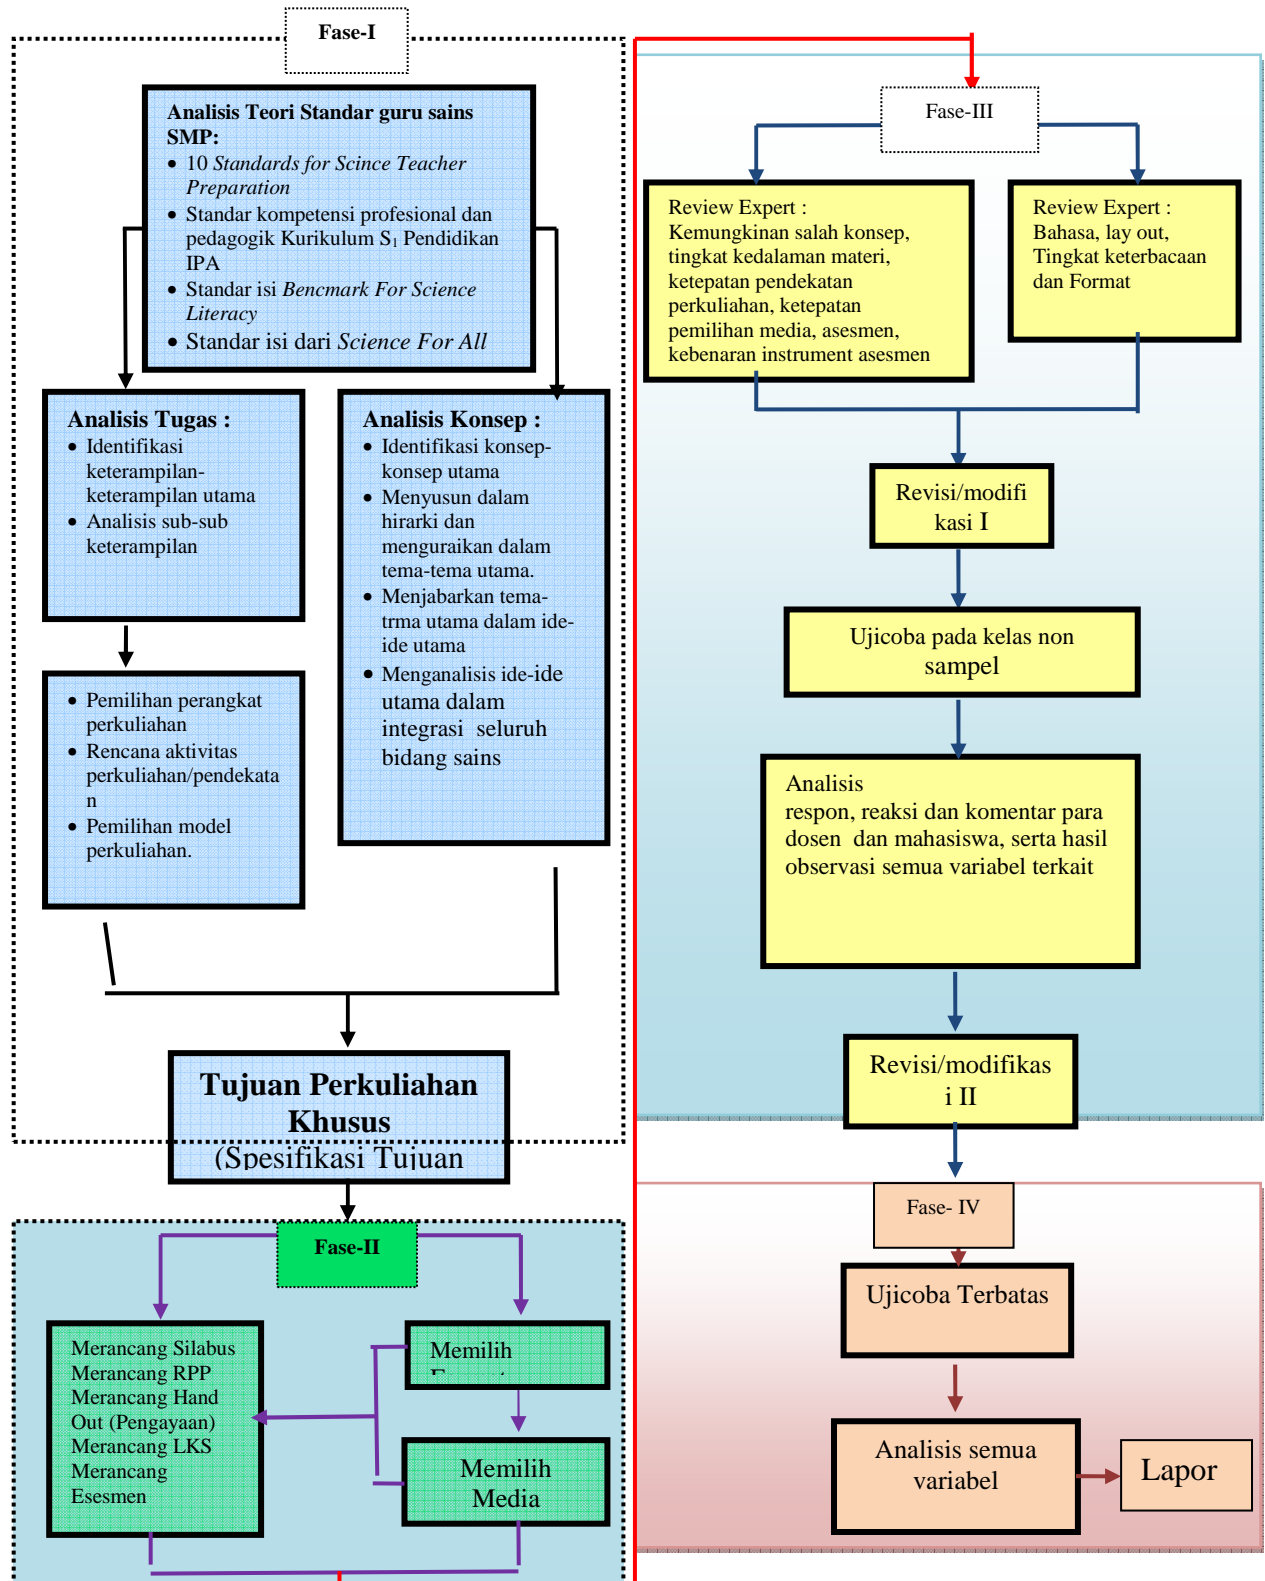 Fase-I
Analisis Teori Standar guru sains
SMP:
• 10 Standards for Scince Teacher
Preparation
• Standar kompetensi profesional dan
pedagogik Kurikulum S1 Pendidikan
IPA
• Standar isi Bencmark For Science
Literacy
• Standar isi dari Science For All
Analisis Tugas :
• Identifikasi
keterampilan-
keterampilan utama
• Analisis sub-sub
keterampilan
Analisis Konsep :
• Identifikasi konsep-
konsep utama
• Menyusun dalam
hirarki dan
menguraikan dalam
tema-tema utama.
• Menjabarkan tema-
trma utama dalam ide-
ide utama
• Menganalisis ide-ide
utama dalam
integrasi seluruh
bidang sains
• Pemilihan perangkat
perkuliahan
• Rencana aktivitas
perkuliahan/pendekata
n
• Pemilihan model
perkuliahan.
Tujuan Perkuliahan
Khusus
(Spesifikasi Tujuan
Fase-II
Merancang Silabus
Merancang RPP
Merancang Hand
Out (Pengayaan)
Merancang LKS
Merancang
Esesmen
Memilih
Memilih
Media
Fase-III
Review Expert :
Kemungkinan salah konsep,
tingkat kedalaman materi,
ketepatan pendekatan
perkuliahan, ketepatan
pemilihan media, asesmen,
kebenaran instrument asesmen
Review Expert :
Bahasa, lay out,
Tingkat keterbacaan
dan Format
Revisi/modifi
kasi I
Ujicoba pada kelas non
sampel
Analisis
respon, reaksi dan komentar para
dosen dan mahasiswa, serta hasil
observasi semua variabel terkait
Revisi/modifikas
i II
Fase- IV
Ujicoba Terbatas
Analisis semua
variabel
Lapor